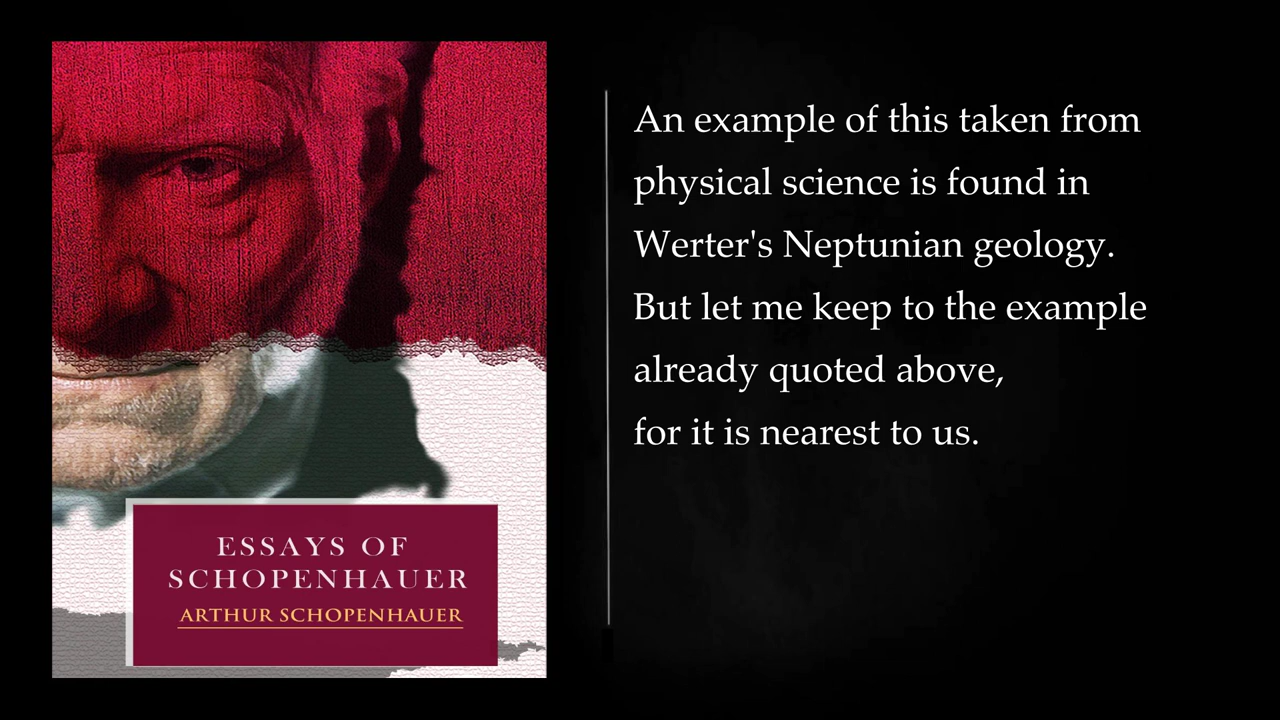 ESSAYS OF
SCHOPENHAUER
ARTHUR SCHOPENHAUER
An example of this taken from
physical science is found in
Werter's Neptunian geology.
But let me keep to the example
already quoted above,
for it is nearest to us.